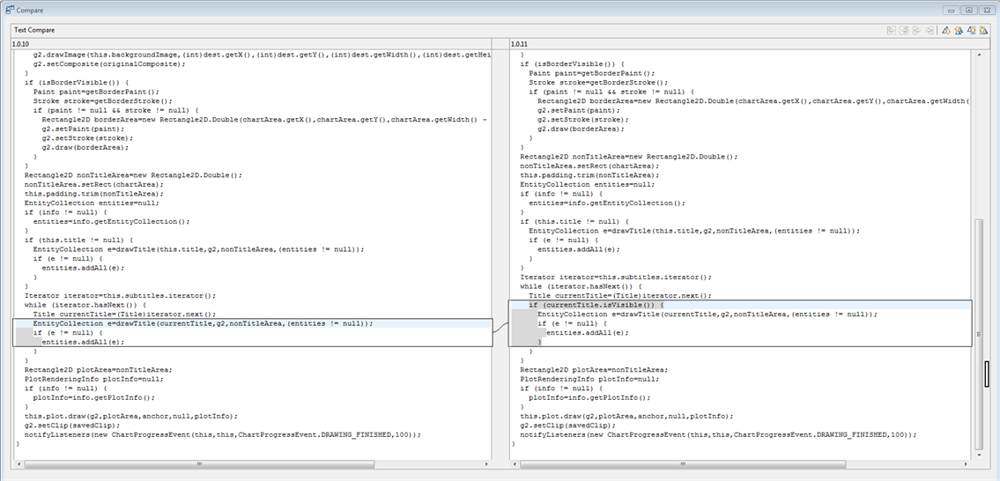 Compare
Text Compare
1.0.10
g2.drawImage(this.backgroundImage,(int)dest.getX(),(int)dest.getY(),(int)dest.getWidth(),(int)dest.getHei
g2.setComposite(originalComposite);
}
if (isBorderVisible()) {
Paint paint=getBorderPaint();
Stroke stroke=getBorderStroke();
if (paint != null && stroke != null) {
Rectangle2D borderArea=new Rectangle2D.Double(chartArea.getX(),chartArea.getY(),chartArea.getWidth() -
g2.setPaint(paint);
g2.setStroke(stroke);
g2.draw(borderArea);
}
}
Rectangle2D nonTitleArea=new Rectangle2D.Double();
nonTitleArea.setRect(chartArea);
this.padding.trim(nonTitleArea);
EntityCollection entities=null;
if (info != null) {
entities=info.getEntityCollection();
}
if (this.title != null) {
EntityCollection e=drawTitle(this.title,g2,nonTitleArea,(entities != null));
if (e != null) {
entities.addAll(e);
}
}
Iterator iterator=this.subtitles.iterator();
while (iterator.hasNext()) {
Title currentTitle=(Title)iterator.next();
EntityCollection e=drawTitle(currentTitle,g2,nonTitleArea,(entities != null));
if (e != null) {
entities.addAll(e);
}
}
Rectangle2D plotArea=nonTitleArea;
PlotRenderingInfo plotInfo=null;
if (info != null) {
plotInfo=info.getPlotInfo();
}
this.plot.draw(g2,plotArea,anchor,null,plotInfo);
g2.setClip(savedClip);
notifyListeners(new ChartProgressEvent(this,this,ChartProgressEvent.DRAWING_FINISHED,100));
}
1.0.11
}
if (isBorderVisible()) {
Paint paint=getBorderPaint();
Stroke stroke=getBorderStroke();
if (paint != null && stroke != null) {
Rectangle2D borderArea=new Rectangle2D.Double(chartArea.getX(),chartArea.getY(),chartArea.getWidth(
g2.setPaint(paint);
g2.setStroke(stroke);
g2.draw(borderArea);
}
}
Rectangle2D nonTitleArea=new Rectangle2D.Double();
nonTitleArea.setRect(chartArea);
this.padding.trim(nonTitleArea);
EntityCollection entities=null;
if (info != null) {
entities=info.getEntityCollection();
}
if (this.title != null) {
EntityCollection e=drawTitle(this.title,g2,nonTitleArea,(entities != null));
if (e != null) {
entities.addAll(e);
}
}
Iterator iterator=this.subtitles.iterator();
while (iterator.hasNext()) {
Title currentTitle=(Title)iterator.next();
if (currentTitle.isVisible()) {
EntityCollection e=drawTitle(currentTitle,g2,nonTitleArea,(entities != null));
if (e != null) {
entities.addAll(e);
}
}
}
Rectangle2D plotArea=nonTitleArea;
PlotRenderingInfo plotInfo=null;
if (info != null) {
plotInfo=info.getPlotInfo();
}
this.plot.draw(g2,plotArea,anchor,null,plotInfo);
g2.setClip(savedClip);
notifyListeners(new ChartProgressEvent(this,this,ChartProgressEvent.DRAWING_FINISHED,100));
}